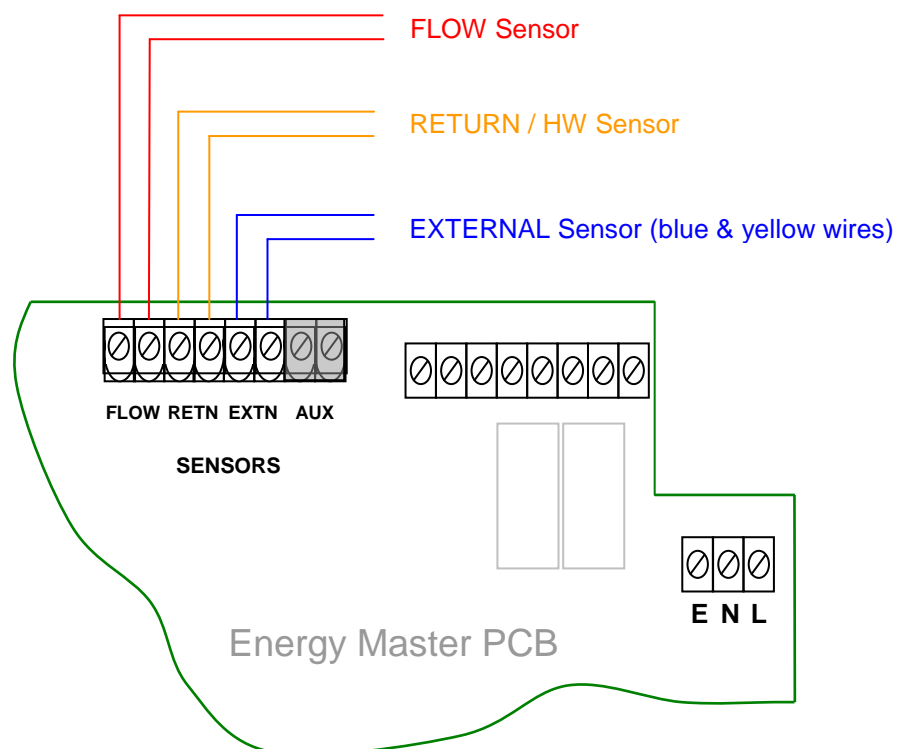 FLOW Sensor
RETURN / HW Sensor
EXTERNAL Sensor (blue & yellow wires)
FLOW RETN EXTN AUX
SENSORS
E N L
Energy Master PCB